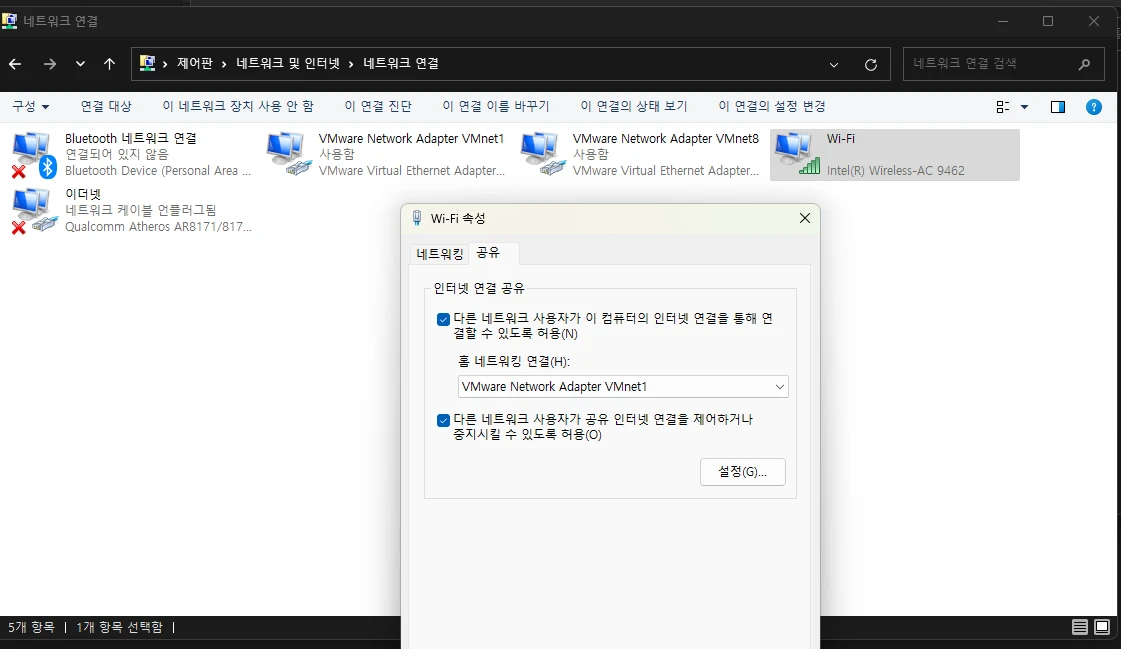 네트워크 연결
제어판 > 네트워크 및 인터넷 > 네트워크 연결
네트워크 연결 검색
구성 연결 대상 이 네트워크 장치 사용 안 함 이 연결 진단 이 연결 이름 바꾸기 이 연결의 상태 보기 이 연결의 설정 변경
Bluetooth 네트워크 연결
연결되어 있지 않음
Bluetooth Device (Personal Area ...
VMware Network Adapter VMnet1
사용함
VMware Virtual Ethernet Adapter...
VMware Network Adapter VMnet8
사용함
VMware Virtual Ethernet Adapter...
Wi-Fi
Intel(R) Wireless-AC 9462
이더넷
네트워크 케이블 언플러그됨
Qualcomm Atheros AR8171/817...
Wi-Fi 속성
네트워킹 공유
인터넷 연결 공유
다른 네트워크 사용자가 이 컴퓨터의 인터넷 연결을 통해 연
결할 수 있도록 허용(N)
홈 네트워킹 연결(H):
VMware Network Adapter VMnet1
다른 네트워크 사용자가 공유 인터넷 연결을 제어하거나
중지시킬 수 있도록 허용(O)
설정(G)...
5개 항목 | 1개 항목 선택함 |